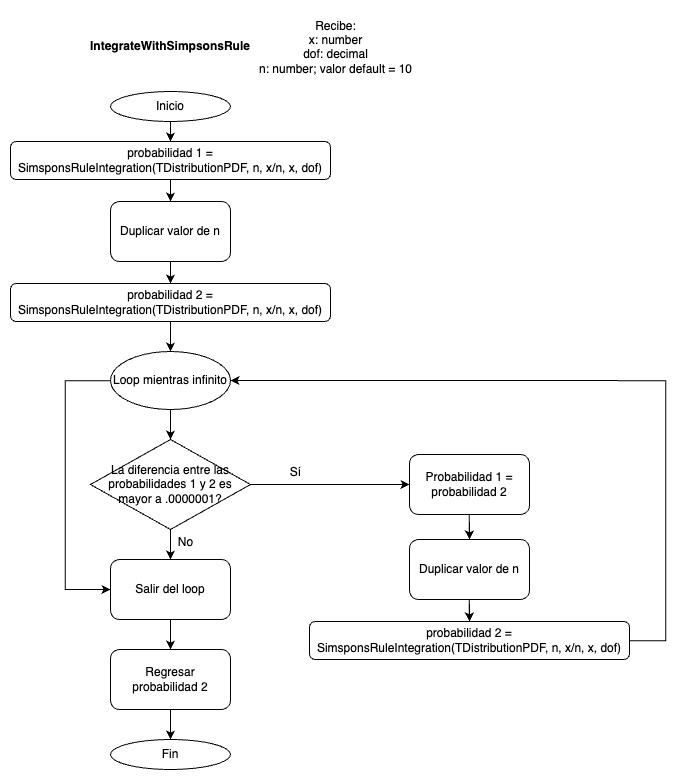 IntegrateWithSimpsonsRule
Recibe:
x: number
dof: decimal
n: number; valor default = 10
Inicio
probabilidad 1 =
SimsponsRuleIntegration(TDistributionPDF, n, x/n, x, dof)
Duplicar valor de n
probabilidad 2 =
SimsponsRuleIntegration(TDistributionPDF, n, x/n, x, dof)
Loop mientras infinito
La diferencia entre las
probabilidades 1 y 2 es
mayor a .0000001?
Sí
No
Probabilidad 1 =
probabilidad 2
Duplicar valor de n
probabilidad 2 =
SimsponsRuleIntegration(TDistributionPDF, n, x/n, x, dof)
Salir del loop
Regresar
probabilidad 2
Fin